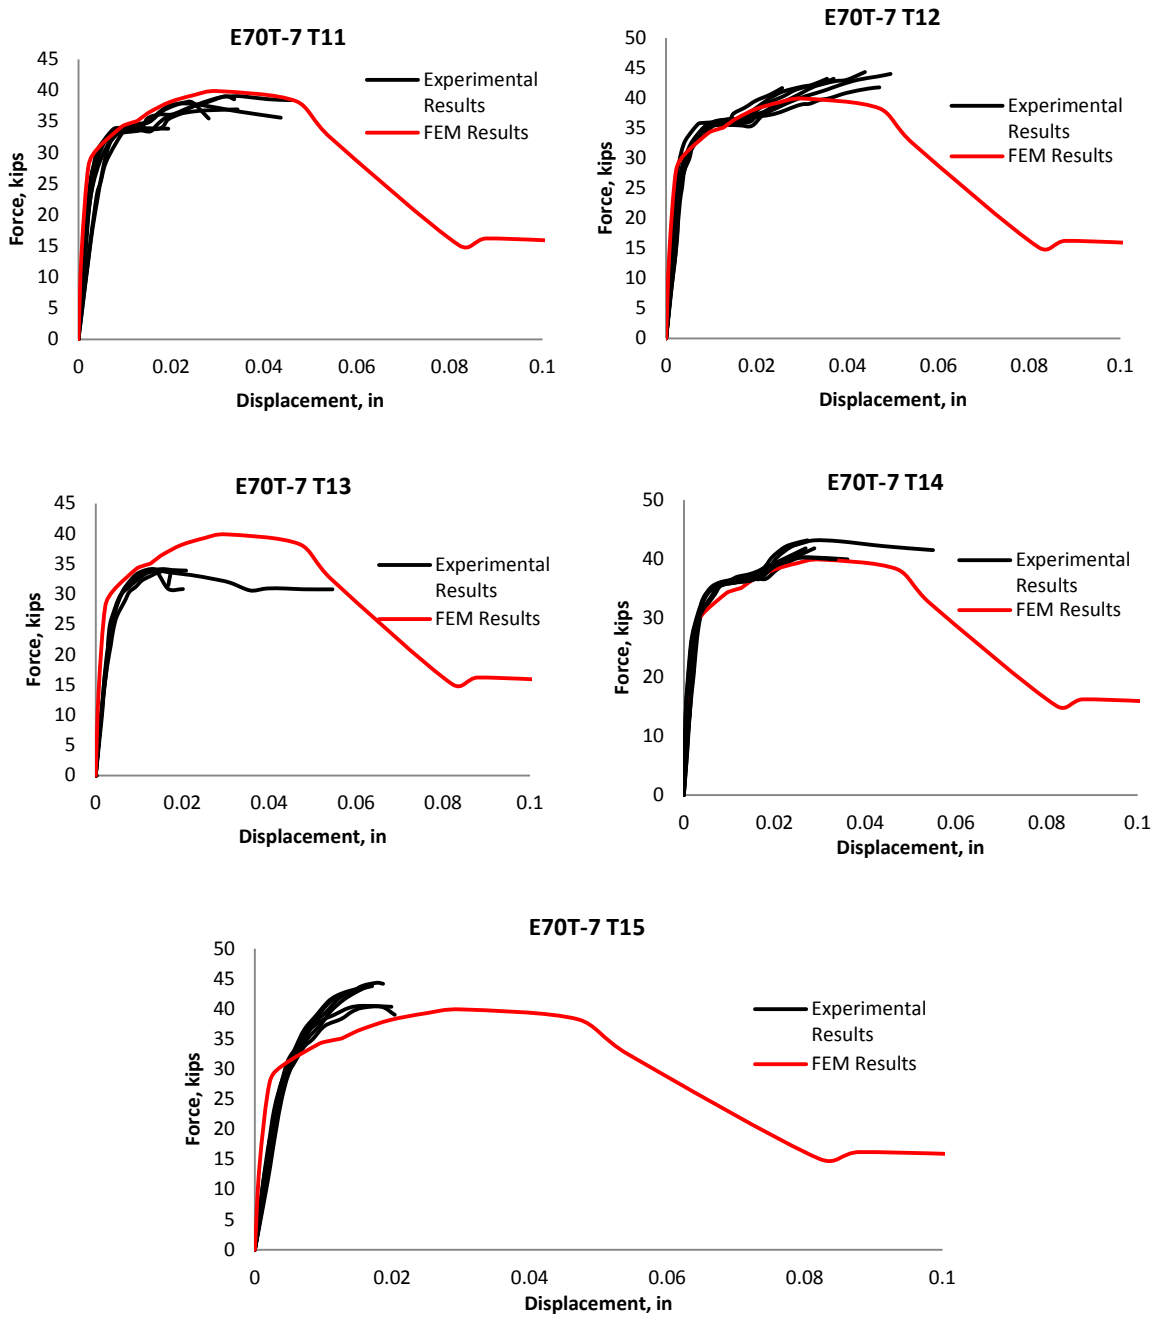 E70T-7 T11
45
40
35
30
25
20
15
10
5
0
Force, kips
Experimental
Results
FEM Results
0 0.02 0.04 0.06 0.08 0.1
Displacement, in
E70T-7 T12
50
45
40
35
30
25
20
15
10
5
0
Force, kips
Experimental
Results
FEM Results
0 0.02 0.04 0.06 0.08 0.1
Displacement, in
E70T-7 T13
45
40
35
30
25
20
15
10
5
0
Force, kips
Experimental
Results
FEM Results
0 0.02 0.04 0.06 0.08 0.1
Displacement, in
E70T-7 T14
50
40
30
20
10
0
Force, kips
Experimental
Results
FEM Results
0 0.02 0.04 0.06 0.08 0.1
Displacement, in
E70T-7 T15
50
45
40
35
30
25
20
15
10
5
0
Force, kips
Experimental
Results
FEM Results
0 0.02 0.04 0.06 0.08 0.1
Displacement, in